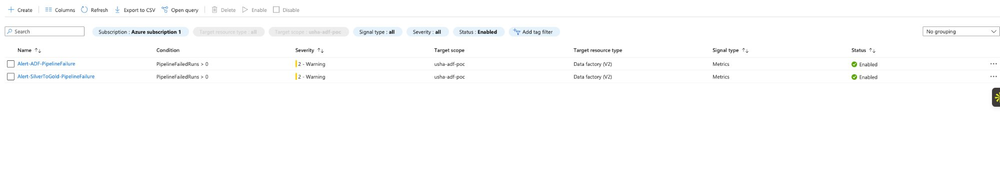 Create Columns Refresh Export to CSV Open query Delete Enable Disable
Search Subscription : Azure subscription 1 Target resource type : all Target scope : usha-adf-poc Signal type : all Severity : all Status : Enabled Add tag filter No grouping
Name Condition Severity Target scope Target resource type Signal type Status
Alert-ADF-PipelineFailure PipelineFailedRuns > 0 2 - Warning usha-adf-poc Data factory (V2) Metrics Enabled
Alert-SilverToGold-PipelineFailure PipelineFailedRuns > 0 2 - Warning usha-adf-poc Data factory (V2) Metrics Enabled